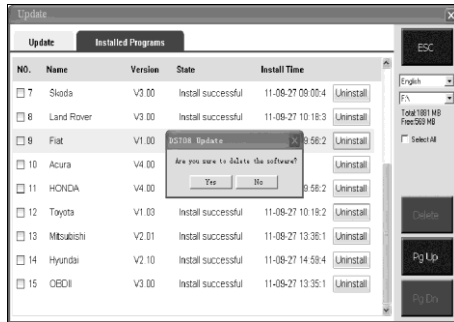 Update
Update Installed Programs
NO. Name Version State Install Time
7 Skoda V3.00 Install successful 11-09-27 09:00:4 Uninstall
8 Land Rover V3.00 Install successful 11-09-27 10:18:3 Uninstall
9 Fiat V1.00 9:56:2 Uninstall
10 Acura V4.00 Uninstall
11 HONDA V4.00 9:56:2 Uninstall
12 Toyota V1.03 Install successful 11-09-27 10:19:2 Uninstall
13 Mitsubishi V2.01 Install successful 11-09-27 13:36:1 Uninstall
14 Hyundai V2.10 Install successful 11-09-27 14:59:4 Uninstall
15 OBDII V3.00 Install successful 11-09-27 13:35:1 Uninstall
DST08 Update
Are you sure to delete the software?
Yes No
ESC
English
F:\
Total:1881 MB
Free:569 MB
Select All
Delete
Pg Up
Pg Dn